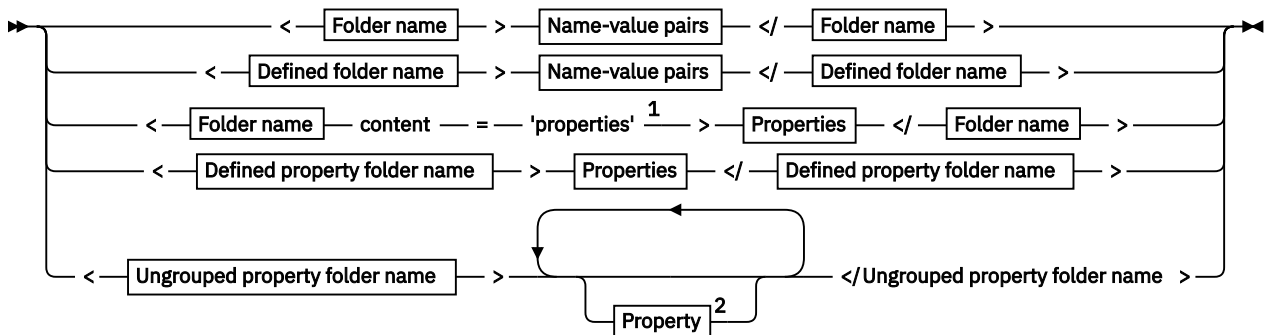 < Folder name > Name-value pairs </ Folder name >
< Defined folder name > Name-value pairs </ Defined folder name >
< Folder name content = 'properties' 1 > Properties </ Folder name >
< Defined property folder name > Properties </ Defined property folder name >
< Ungrouped property folder name > </ Ungrouped property folder name >
Property 2